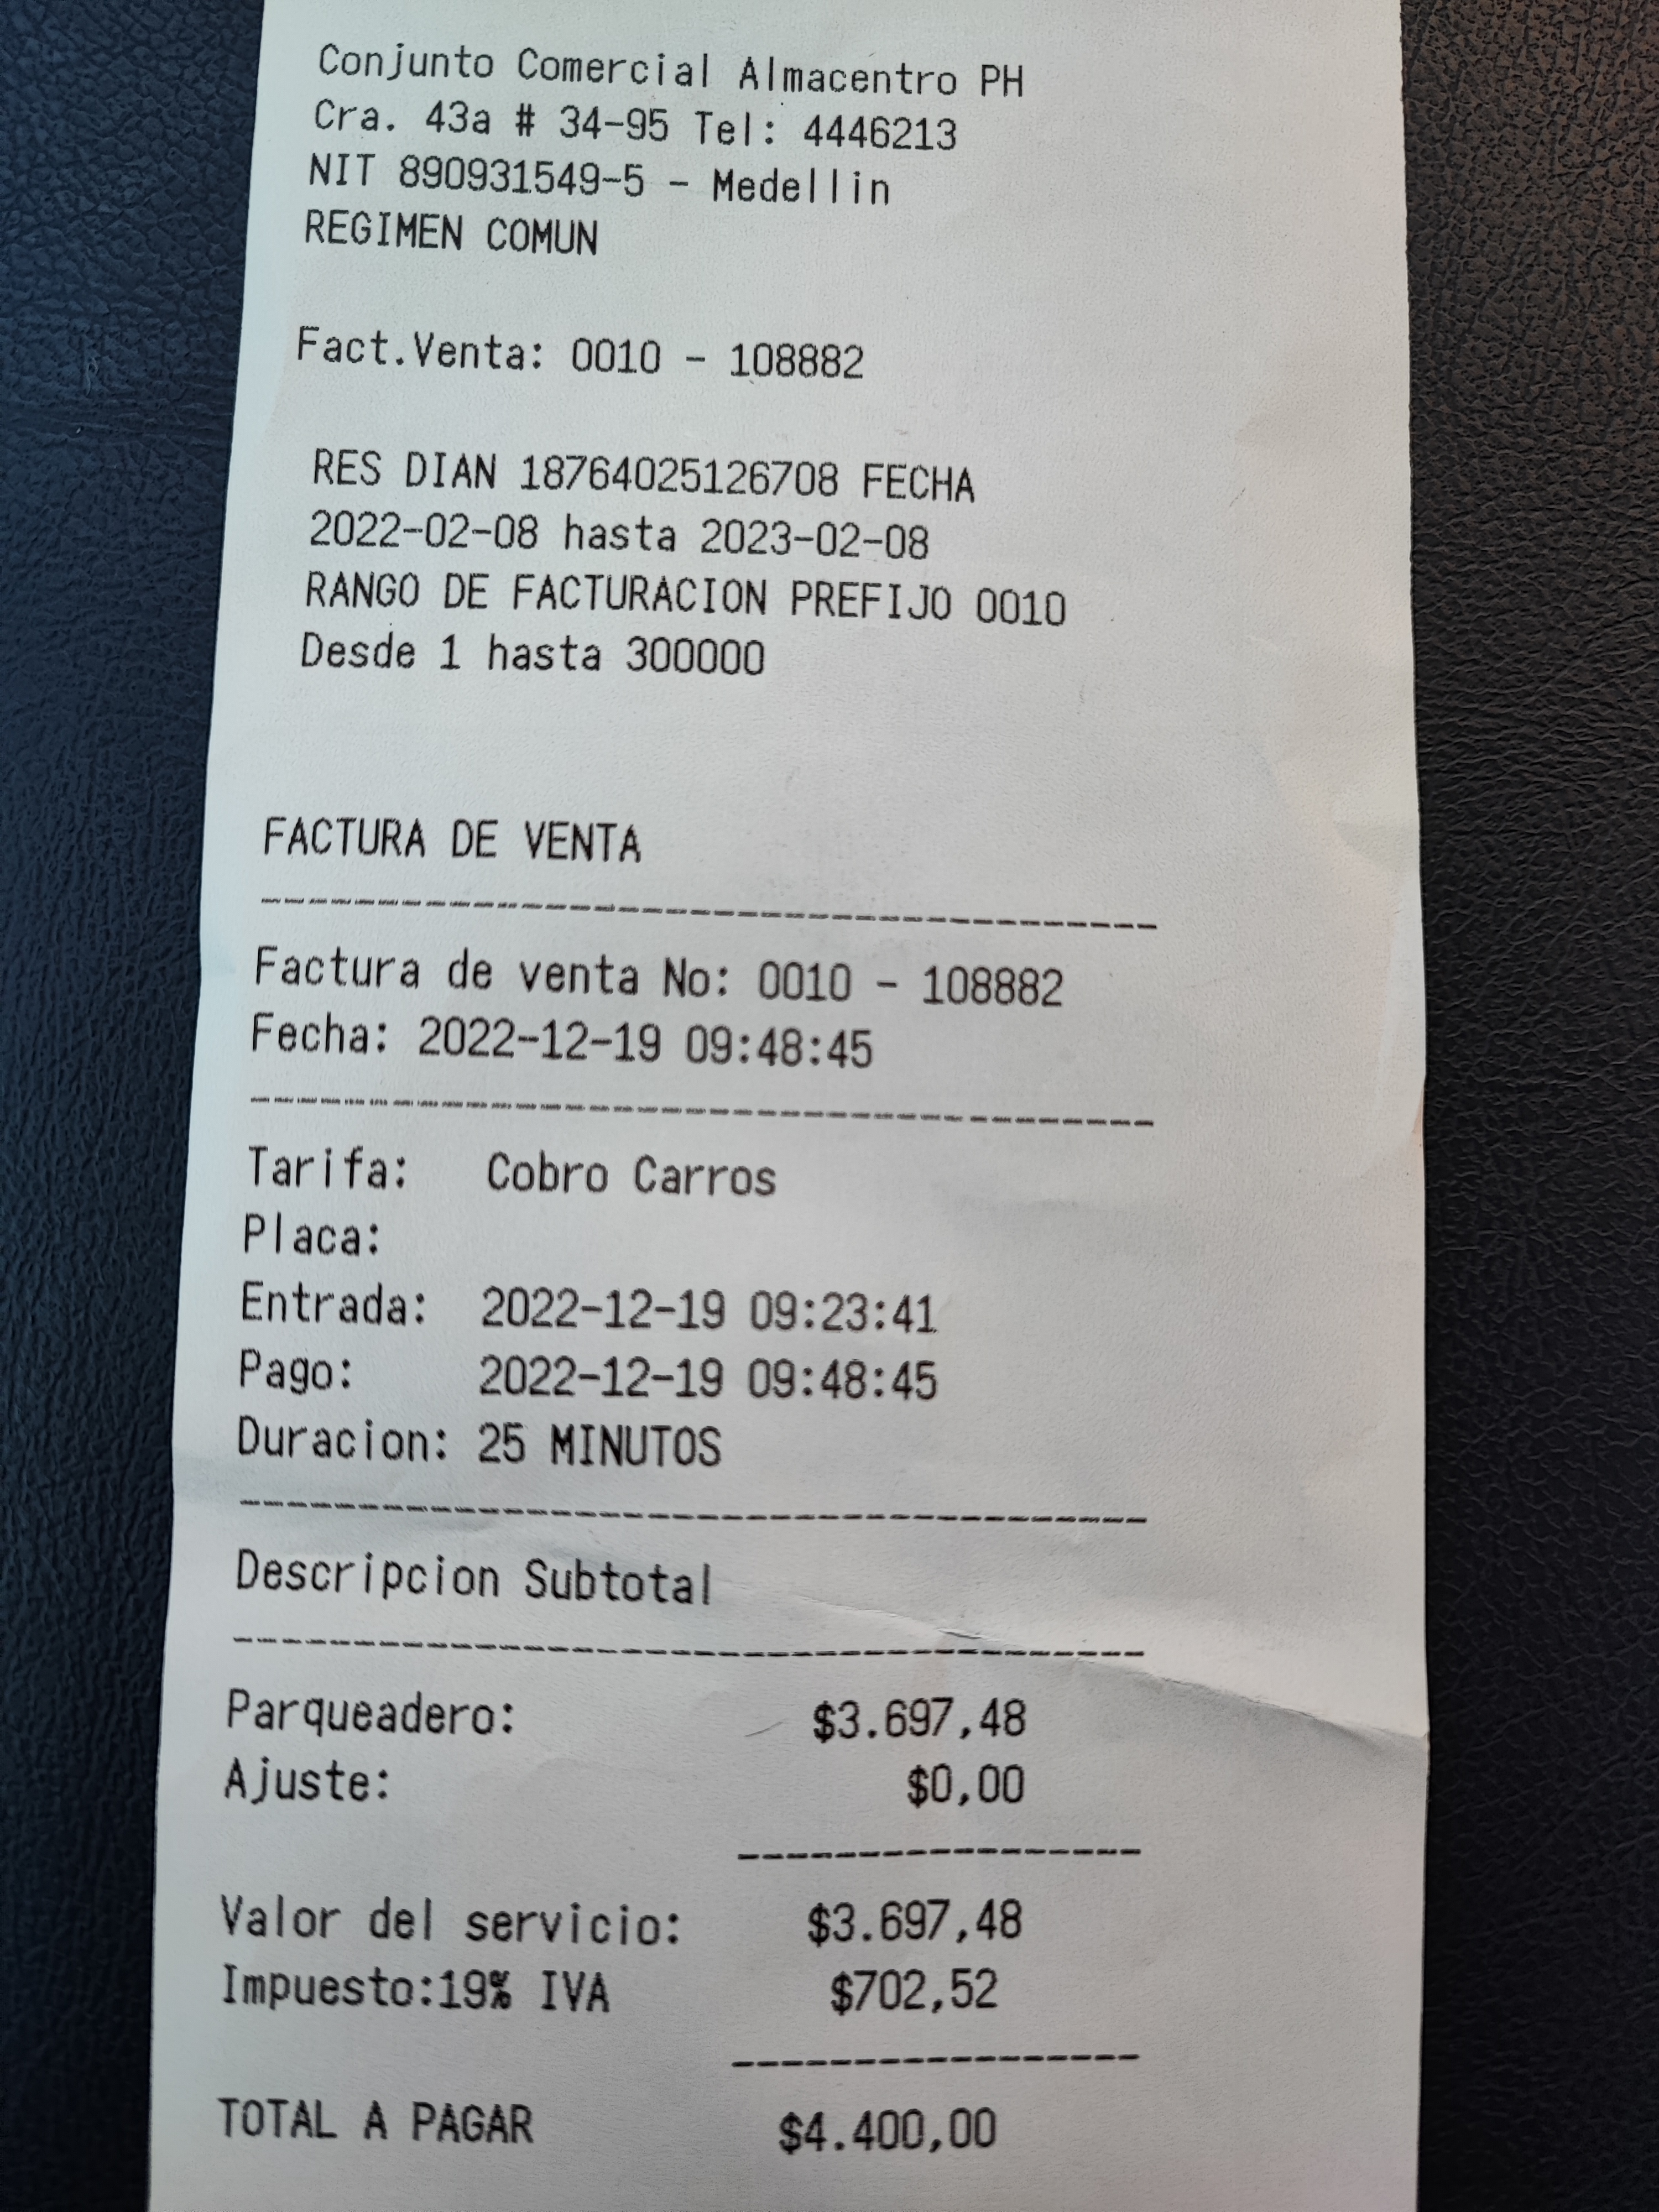 Conjunto Comercial Almacentro PH
Cra. 43a # 34-95 Tel: 4446213
NIT 890931549-5 - Medellin
REGIMEN COMUN
Fact.Venta: 0010 - 108882
RES DIAN 18764025126708 FECHA
2022-02-08 hasta 2023-02-08
RANGO DE FACTURACION PREFIJO 0010
Desde 1 hasta 300000
FACTURA DE VENTA
Factura de venta No: 0010 - 108882
Fecha: 2022-12-19 09:48:45
Tarifa: Cobro Carros
Placa:
Entrada: 2022-12-19 09:23:41
Pago: 2022-12-19 09:48:45
Duracion: 25 MINUTOS
Descripcion Subtotal
Parqueadero: $3.697,48
Ajuste: $0,00
Valor del servicio: $3.697,48
Impuesto:19% IVA $702,52
TOTAL A PAGAR $4.400,00